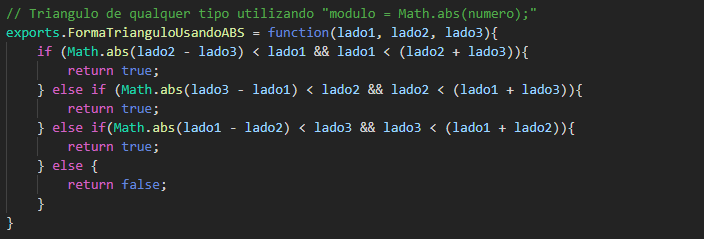 // Triangulo de qualquer tipo utilizando "modulo = Math.abs(numero);"
exports.FormaTrianguloUsandoABS = function(lado1, lado2, lado3){
    if (Math.abs(lado2 - lado3) < lado1 && lado1 < (lado2 + lado3)){
        return true;
    } else if (Math.abs(lado3 - lado1) < lado2 && lado2 < (lado1 + lado3)){
        return true;
    } else if(Math.abs(lado1 - lado2) < lado3 && lado3 < (lado1 + lado2)){
        return true;
    } else {
        return false;
    }
}